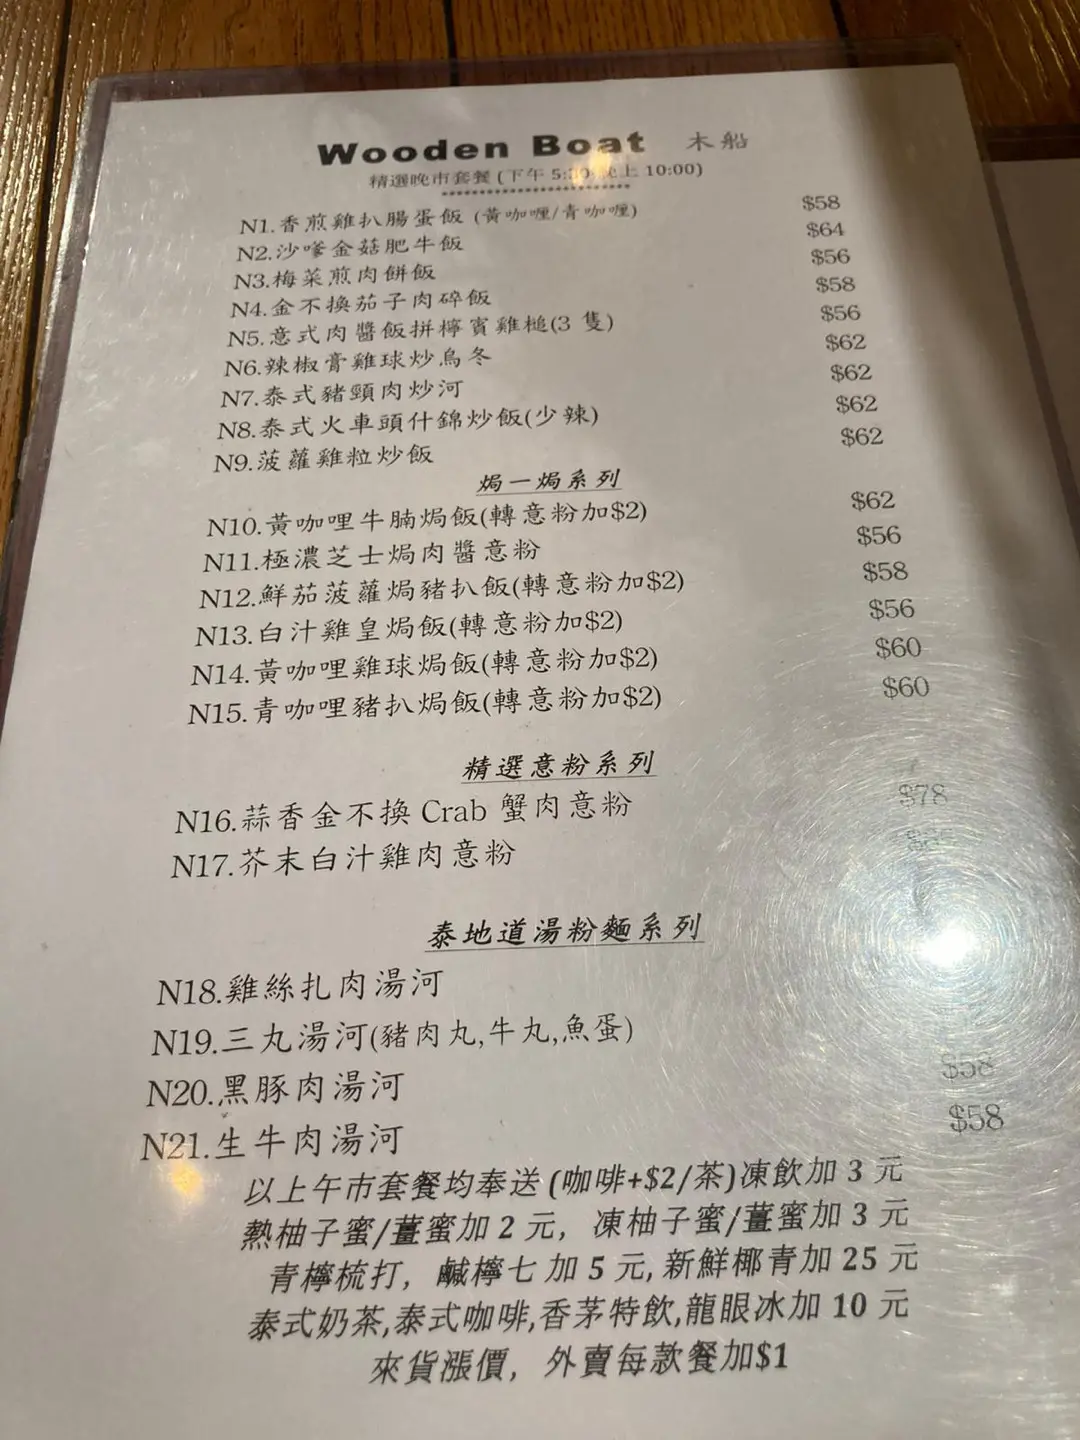 Wooden Boat 木船
精選晚市套餐 (下午 5:30 晚上 10:00)
N1.香煎雞扒腸蛋飯 (黃咖喱/青咖喱) $58
N2.沙嗲金菇肥牛飯 $64
N3.梅菜煎肉餅飯 $56
N4.金不換茄子肉碎飯 $58
N5.意式肉醬飯拼檸賓雞槌(3 隻) $56
N6.辣椒膏雞球炒烏冬 $62
N7.泰式豬頸肉炒河 $62
N8.泰式火車頭什錦炒飯(少辣) $62
N9.菠蘿雞粒炒飯 $62
焗一焗系列
N10.黃咖哩牛腩焗飯(轉意粉加$2) $62
N11.極濃芝士焗肉醬意粉 $56
N12.鮮茄菠蘿焗豬扒飯(轉意粉加$2) $58
N13.白汁雞皇焗飯(轉意粉加$2) $56
N14.黃咖哩雞球焗飯(轉意粉加$2) $60
N15.青咖哩豬扒焗飯(轉意粉加$2) $60
精選意粉系列
N16.蒜香金不換 Crab 蟹肉意粉 $78
N17.芥末白汁雞肉意粉
泰地道湯粉麵系列
N18.雞絲扎肉湯河
N19.三丸湯河(豬肉丸,牛丸,魚蛋)
N20.黑豚肉湯河 $58
N21.生牛肉湯河 $58
以上午市套餐均奉送 (咖啡+$2/茶)凍飲加 3 元
熱柚子蜜/薑蜜加 2 元, 凍柚子蜜/薑蜜加 3 元
青檸梳打, 鹹檸七 加 5 元, 新鮮椰青加 25 元
泰式奶茶,泰式咖啡,香茅特飲,龍眼冰加 10 元
來貨漲價, 外賣每款餐加$1